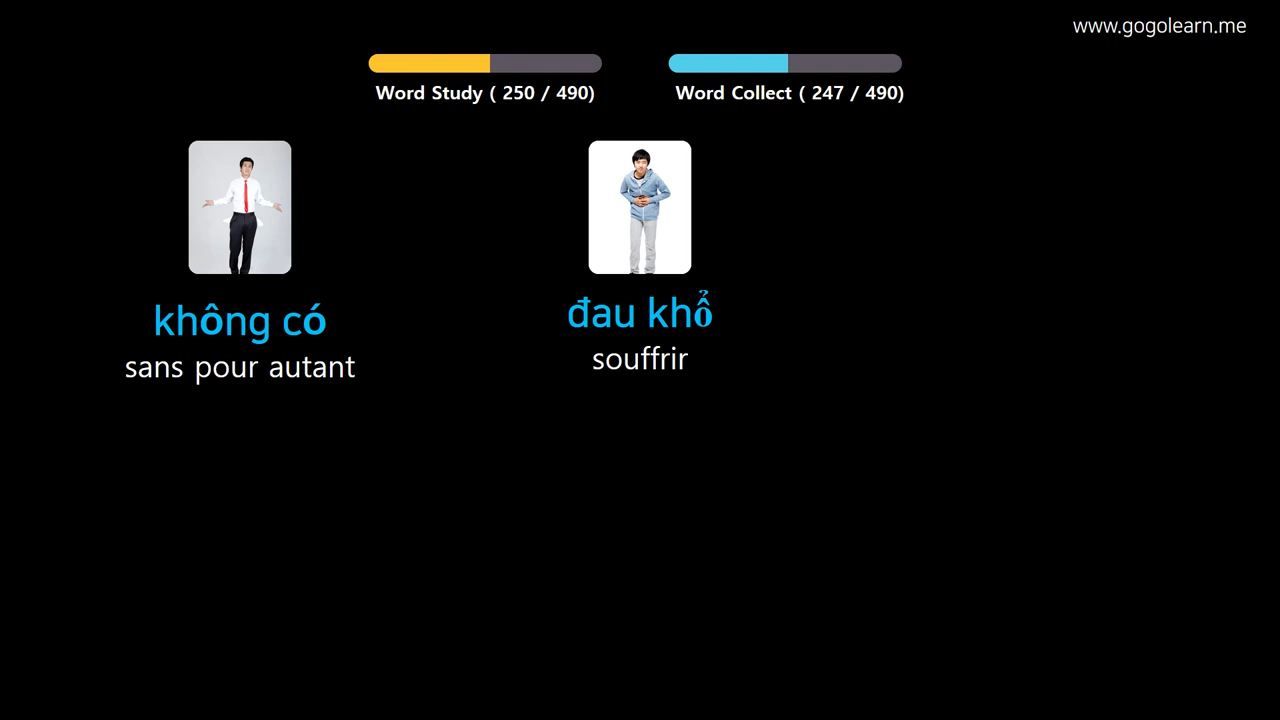 www.gogolearn.me
Word Study ( 250 / 490)
Word Collect ( 247 / 490)
không có
sans pour autant
đau khổ
souffrir